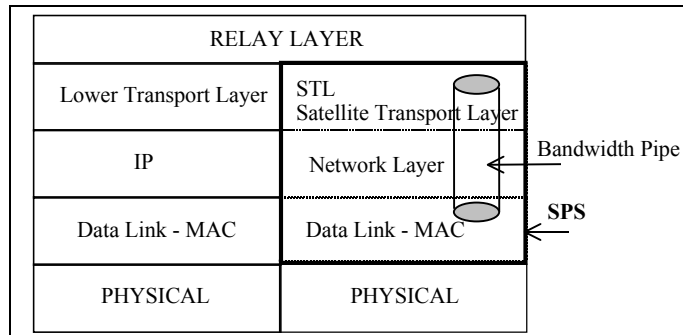 RELAY LAYER
Lower Transport Layer
STL
Satellite Transport Layer
IP
Network Layer
Bandwidth Pipe
Data Link - MAC
Data Link - MAC
SPS
PHYSICAL
PHYSICAL